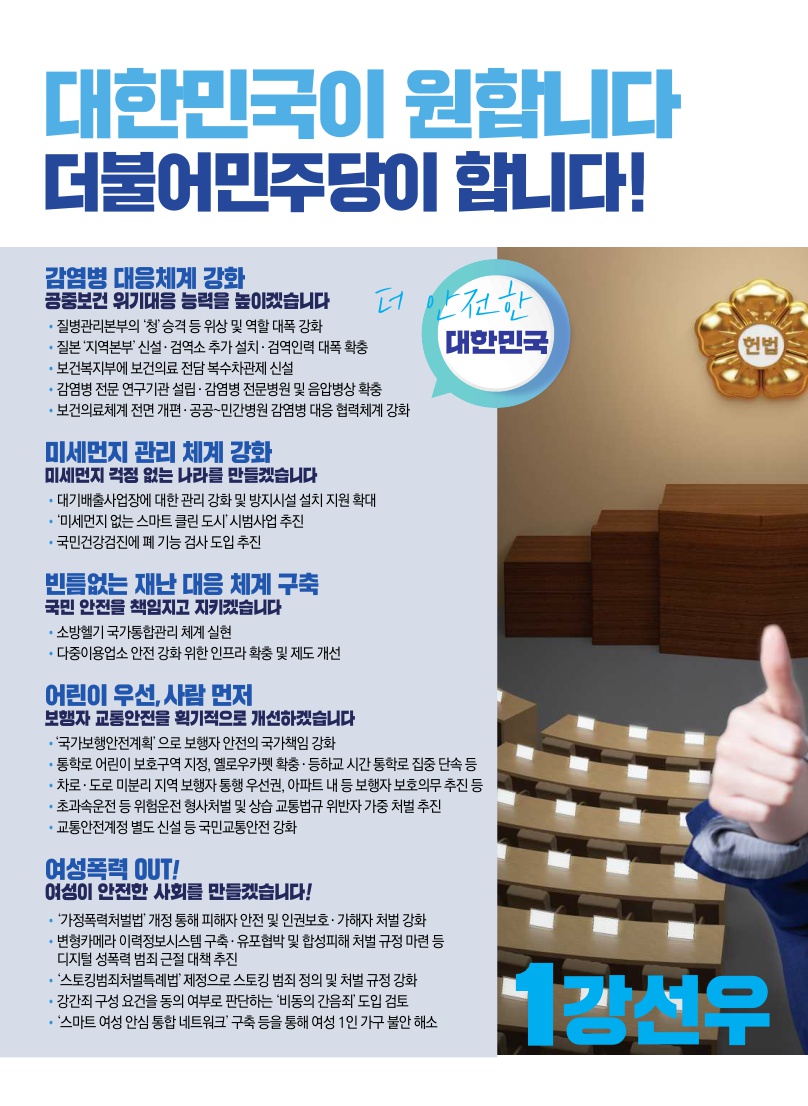 대한민국이 원합니다
더불어민주당이 합니다!
더 안전한
대한민국
감염병 대응체계 강화
공중보건 위기대응 능력을 높이겠습니다
• 질병관리본부의 ‘청’ 승격 등 위상 및 역할 대폭 강화
• 질본 ‘지역본부’ 신설 · 검역소 추가 설치 · 검역인력 대폭 확충
• 보건복지부에 보건의료 전담 복수차관제 신설
• 감염병 전문 연구기관 설립 · 감염병 전문병원 및 음압병상 확충
• 보건의료체계 전면 개편 · 공공~민간병원 감염병 대응 협력체계 강화
미세먼지 관리 체계 강화
미세먼지 걱정 없는 나라를 만들겠습니다
• 대기배출사업장에 대한 관리 강화 및 방지시설 설치 지원 확대
• ‘미세먼지 없는 스마트 클린 도시’ 시범사업 추진
• 국민건강검진에 폐 기능 검사 도입 추진
빈틈없는 재난 대응 체계 구축
국민 안전을 책임지고 지키겠습니다
• 소방헬기 국가통합관리 체계 실현
• 다중이용업소 안전 강화 위한 인프라 확충 및 제도 개선
어린이 우선, 사람 먼저
보행자 교통안전을 획기적으로 개선하겠습니다
• ‘국가보행안전계획’ 으로 보행자 안전의 국가책임 강화
• 통학로 어린이 보호구역 지정, 옐로우카펫 확충 · 등하교 시간 통학로 집중 단속 등
• 차로 · 도로 미분리 지역 보행자 통행 우선권, 아파트 내 등 보행자 보호의무 추진 등
• 초과속운전 등 위험운전 형사처벌 및 상습 교통법규 위반자 가중 처벌 추진
• 교통안전계정 별도 신설 등 국민교통안전 강화
여성폭력 OUT!
여성이 안전한 사회를 만들겠습니다!
• ‘가정폭력처벌법’ 개정 통해 피해자 안전 및 인권보호 · 가해자 처벌 강화
• 변형카메라 이력정보시스템 구축 · 유포협박 및 합성피해 처벌 규정 마련 등
디지털 성폭력 범죄 근절 대책 추진
• ‘스토킹범죄처벌특례법’ 제정으로 스토킹 범죄 정의 및 처벌 규정 강화
• 강간죄 구성 요건을 동의 여부로 판단하는 ‘비동의 간음죄’ 도입 검토
• ‘스마트 여성 안심 통합 네트워크’ 구축 등을 통해 여성 1인 가구 불안 해소
헌법
1강선우